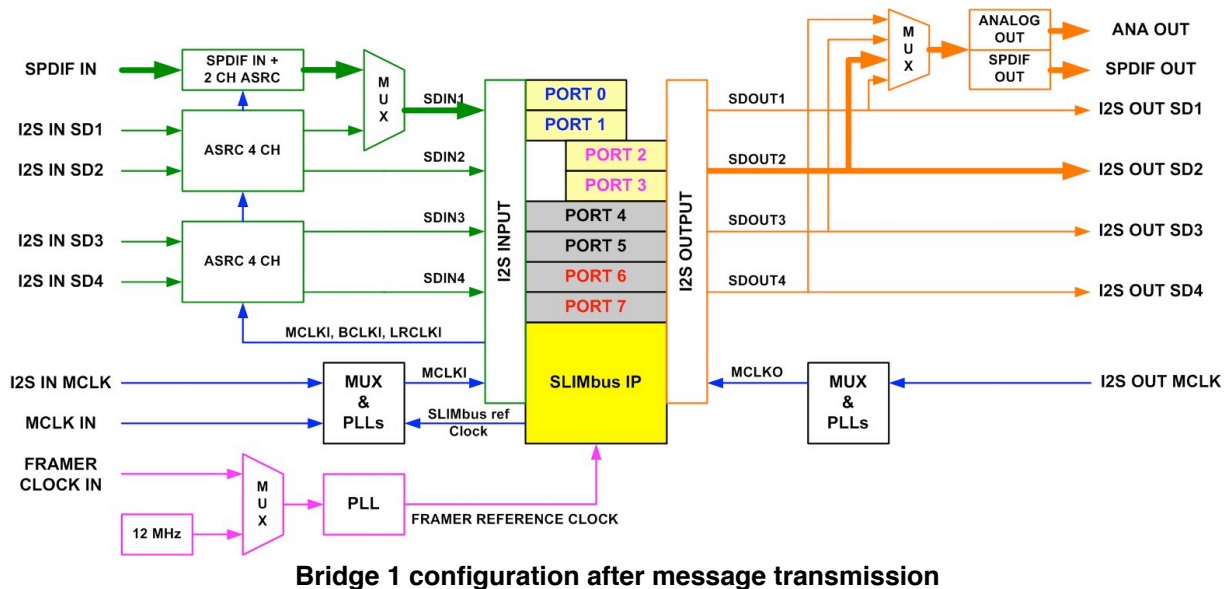 SPDIF IN
SPDIF IN +
2 CH ASRC
MUX
SDIN1
I2S IN SD1
I2S IN SD2
ASRC 4 CH
SDIN2
I2S IN SD3
I2S IN SD4
ASRC 4 CH
SDIN3
SDIN4
MCLKI, BCLKI, LRCLKI
I2S INPUT
PORT 0
PORT 1
PORT 2
PORT 3
PORT 4
PORT 5
PORT 6
PORT 7
SLIMbus IP
I2S OUTPUT
SDOUT1
SDOUT2
SDOUT3
SDOUT4
MUX
ANALOG
OUT
SPDIF
OUT
ANA OUT
SPDIF OUT
I2S OUT SD1
I2S OUT SD2
I2S OUT SD3
I2S OUT SD4
I2S IN MCLK
MCLK IN
MUX
&
PLLs
MCLKI
SLIMbus ref
Clock
MCLKO
MUX
&
PLLs
I2S OUT MCLK
FRAMER
CLOCK IN
12 MHz
MUX
PLL
FRAMER REFERENCE CLOCK
Bridge 1 configuration after message transmission